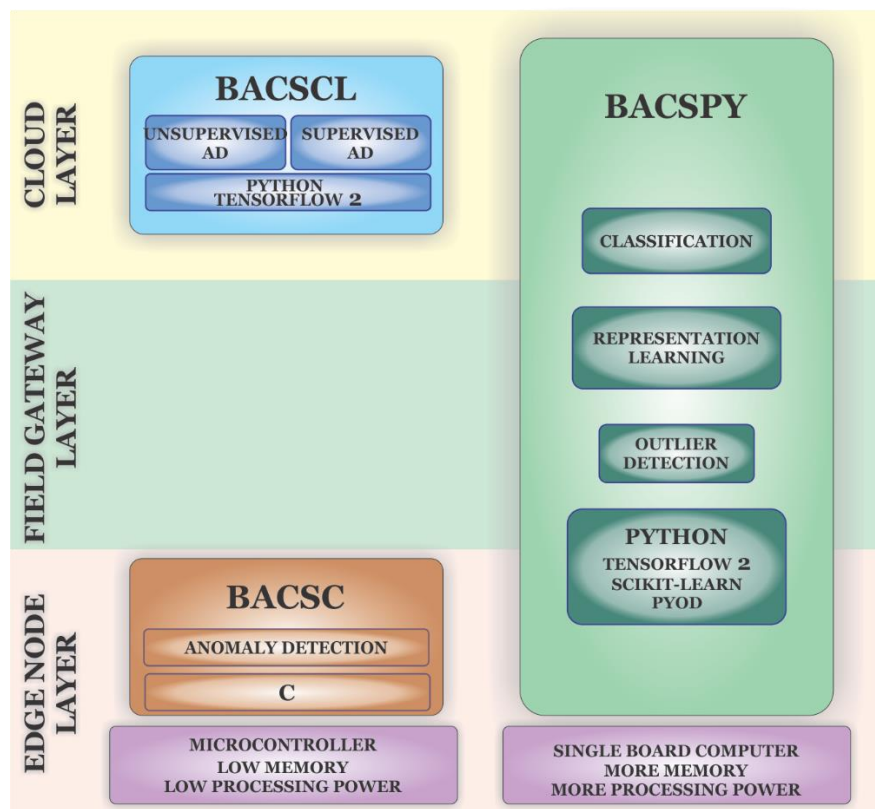 CLOUD
LAYER
BACSCL
UNSUPERVISED
AD
SUPERVISED
AD
PYTHON
TENSORFLOW 2
BACSPY
CLASSIFICATION
FIELD GATEWAY
LAYER
REPRESENTATION
LEARNING
OUTLIER
DETECTION
PYTHON
TENSORFLOW 2
SCIKIT-LEARN
PYOD
EDGE NODE
LAYER
BACSC
ANOMALY DETECTION
C
MICROCONTROLLER
LOW MEMORY
LOW PROCESSING POWER
SINGLE BOARD COMPUTER
MORE MEMORY
MORE PROCESSING POWER